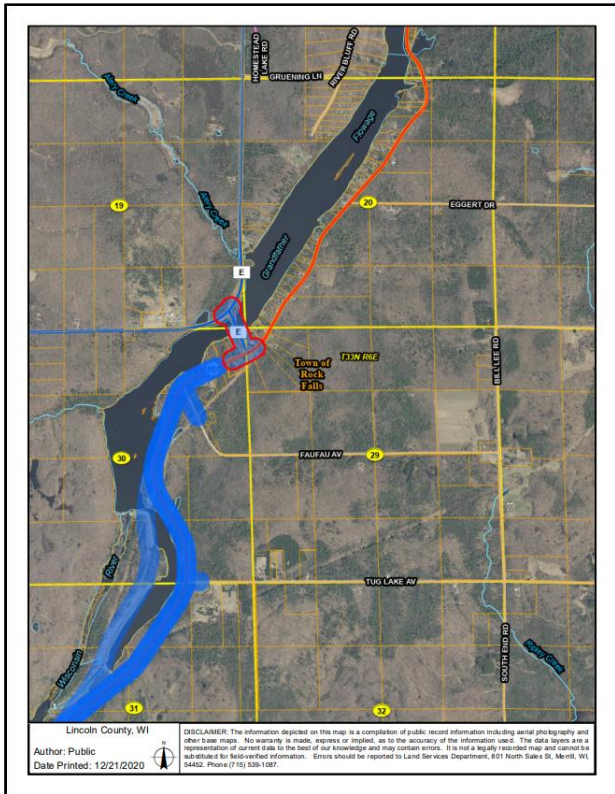 HOMESTEAD
LAKE RD
RIVER BLUFF RD
GRUENING LN
Alery Creek
Flowage
Alery Creek
19
20
EGGERT DR
Grandfather
E
E
T33N R6E
Town of
Rock
Falls
BILL LEE RD
107
30
FAUFAU AV
29
River
TUG LAKE AV
Wisconsin
SOUTH END RD
Ripley Creek
31
32
Lincoln County, WI
Author: Public
Date Printed: 12/21/2020
N
DISCLAIMER: The information depicted on this map is a compilation of public record information including aerial photography and
other base maps. No warranty is made, express or implied, as to the accuracy of the information used. The data layers are a
representation of current data to the best of our knowledge and may contain errors. It is not a legally recorded map and cannot be
substituted for field-verified information. Errors should be reported to Land Services Department, 801 North Sales St, Merrill, WI,
54452. Phone (715) 539-1087.